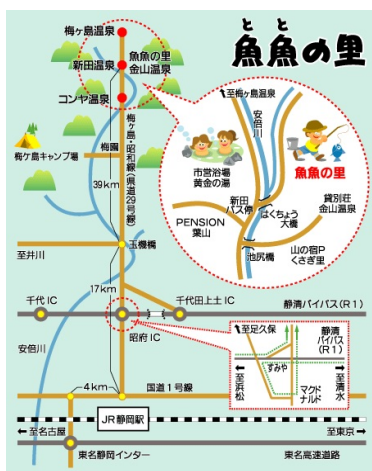 とと
魚魚の里
梅ヶ島温泉
新田温泉
魚魚の里
金山温泉
コンヤ温泉
梅園
梅ケ島キャンプ場
梅ヶ島・昭和線(県道29号線)
39km
至井川
玉機橋
17km
千代IC
千代田上土IC
静清バイパス(R1)
昭府IC
安倍川
4km
国道1号線
JR静岡駅
至名古屋
至東京
東名静岡インター
東名高速道路
至梅ヶ島温泉
安倍川
市営浴場
黄金の湯
魚魚の里
新田
バス停
はくちょう
大橋
貸別荘
金山温泉
PENSION
葉山
池尻橋
山の宿P
くさぎ里
至足久保
静清
バイパス
(R1)
すみや
至浜松
マクド
ナルド
至清水